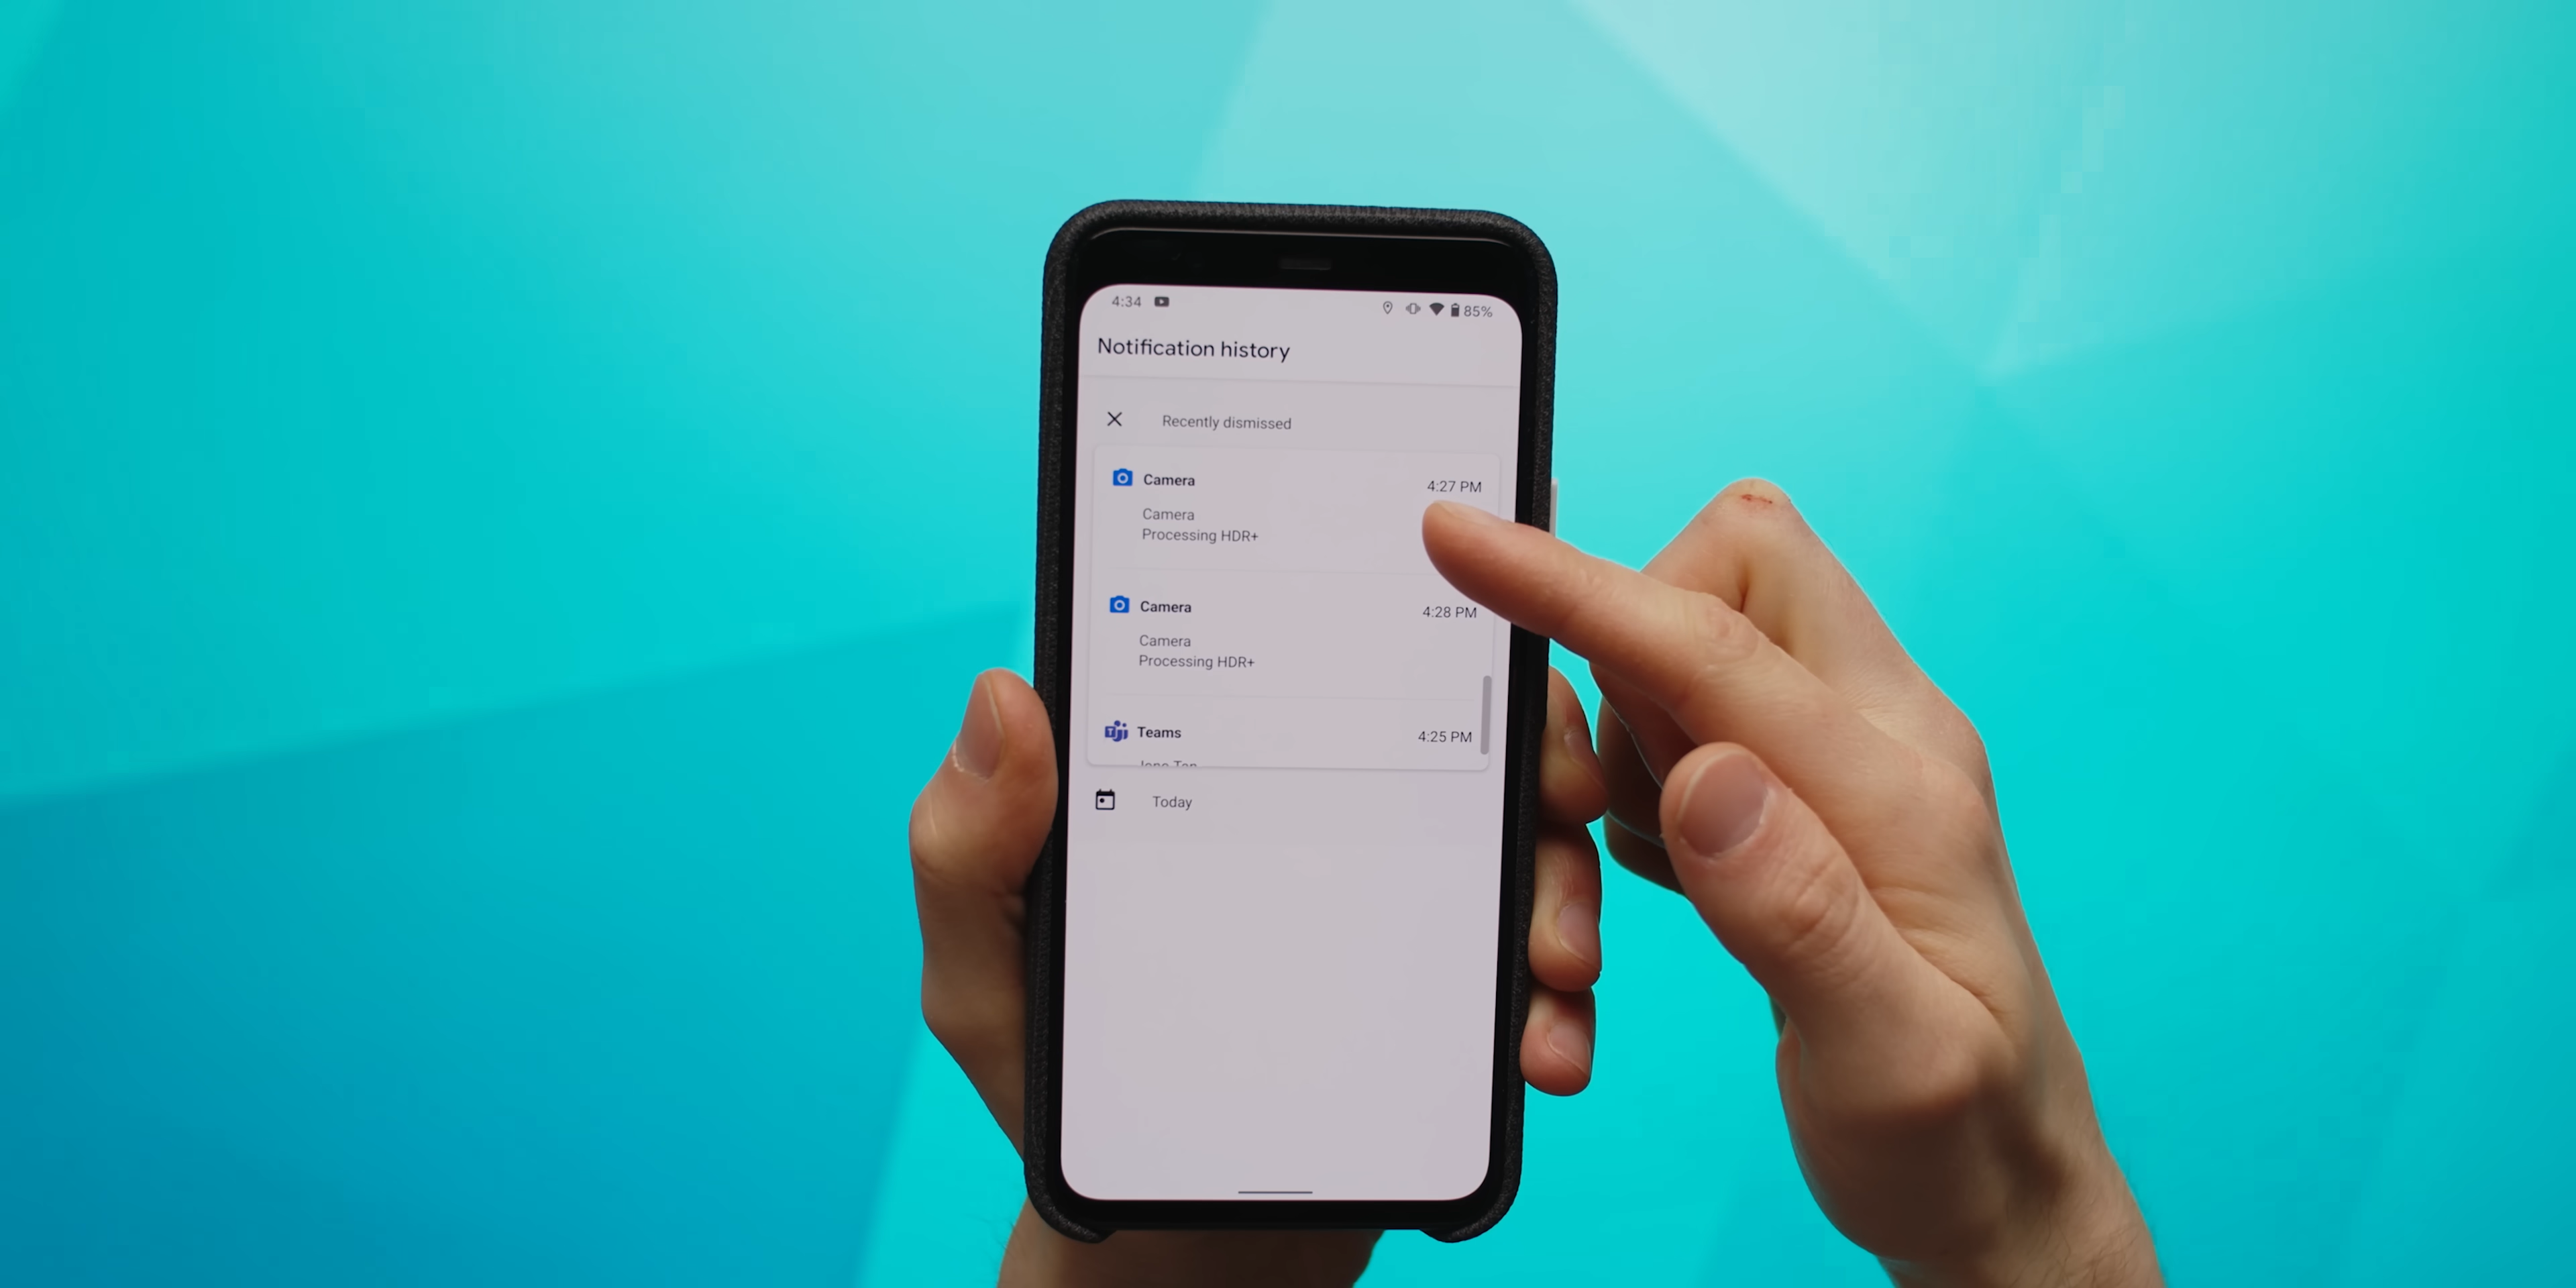 4:34
85%
Notification history
Recently dismissed
Camera 4:27 PM
Camera
Processing HDR+
Camera 4:28 PM
Camera
Processing HDR+
Teams 4:25 PM
Today